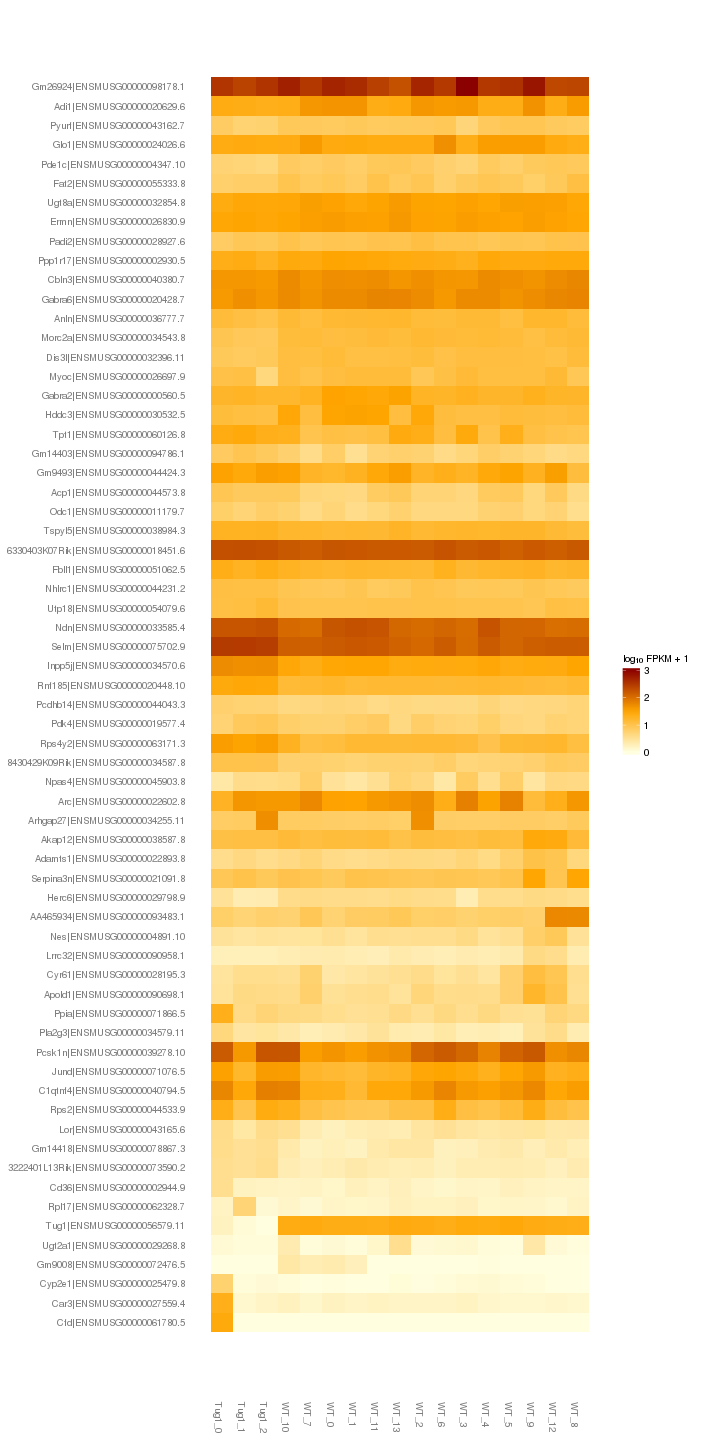 Gm26924|ENSMUSG00000098178.1
Adi1|ENSMUSG00000020629.6
Pyurf|ENSMUSG00000043162.7
Glo1|ENSMUSG00000024026.6
Pde1c|ENSMUSG00000004347.10
Fat2|ENSMUSG00000055333.8
Ugt8a|ENSMUSG00000032854.8
Ermn|ENSMUSG00000026830.9
Padi2|ENSMUSG00000028927.6
Ppp1r17|ENSMUSG00000002930.5
Cbln3|ENSMUSG00000040380.7
Gabra6|ENSMUSG00000020428.7
Anln|ENSMUSG00000036777.7
Morc2a|ENSMUSG00000034543.8
Dis3l|ENSMUSG00000032396.11
Myoc|ENSMUSG00000026697.9
Gabra2|ENSMUSG00000000560.5
Hddc3|ENSMUSG00000030532.5
Tpt1|ENSMUSG00000060126.8
Gm14403|ENSMUSG00000094786.1
Gm9493|ENSMUSG00000044424.3
Acp1|ENSMUSG00000044573.8
Odc1|ENSMUSG00000011179.7
Tspyl5|ENSMUSG00000038984.3
6330403K07Rik|ENSMUSG00000018451.6
Fbll1|ENSMUSG00000051062.5
Nhlrc1|ENSMUSG00000044231.2
Utp18|ENSMUSG00000054079.6
Ndn|ENSMUSG00000033585.4
Selm|ENSMUSG00000075702.9
Inpp5j|ENSMUSG00000034570.6
Rnf185|ENSMUSG00000020448.10
Pcdhb14|ENSMUSG00000044043.3
Pdk4|ENSMUSG00000019577.4
Rps4y2|ENSMUSG00000063171.3
8430429K09Rik|ENSMUSG00000034587.8
Npas4|ENSMUSG00000045903.8
Arc|ENSMUSG00000022602.8
Arhgap27|ENSMUSG00000034255.11
Akap12|ENSMUSG00000038587.8
Adamts1|ENSMUSG00000022893.8
Serpina3n|ENSMUSG00000021091.8
Herc6|ENSMUSG00000029798.9
AA465934|ENSMUSG00000093483.1
Nes|ENSMUSG00000004891.10
Lrrc32|ENSMUSG00000090958.1
Cyr61|ENSMUSG00000028195.3
Apold1|ENSMUSG00000090698.1
Ppia|ENSMUSG00000071866.5
Pla2g3|ENSMUSG00000034579.11
Pcsk1n|ENSMUSG00000039278.10
Jund|ENSMUSG00000071076.5
C1qtnf4|ENSMUSG00000040794.5
Rps2|ENSMUSG00000044533.9
Lor|ENSMUSG00000043165.6
Gm14418|ENSMUSG00000078867.3
3222401L13Rik|ENSMUSG00000073590.2
Cd36|ENSMUSG00000002944.9
Rpl17|ENSMUSG00000062328.7
Tug1|ENSMUSG00000056579.11
Ugt2a1|ENSMUSG00000029268.8
Gm9008|ENSMUSG00000072476.5
Cyp2e1|ENSMUSG00000025479.8
Car3|ENSMUSG00000027559.4
Cfd|ENSMUSG00000061780.5
log10 FPKM + 1
3
2
1
0
Tug1_0
Tug1_1
Tug1_2
WT_10
WT_7
WT_0
WT_1
WT_11
WT_13
WT_2
WT_6
WT_3
WT_4
WT_5
WT_9
WT_12
WT_8